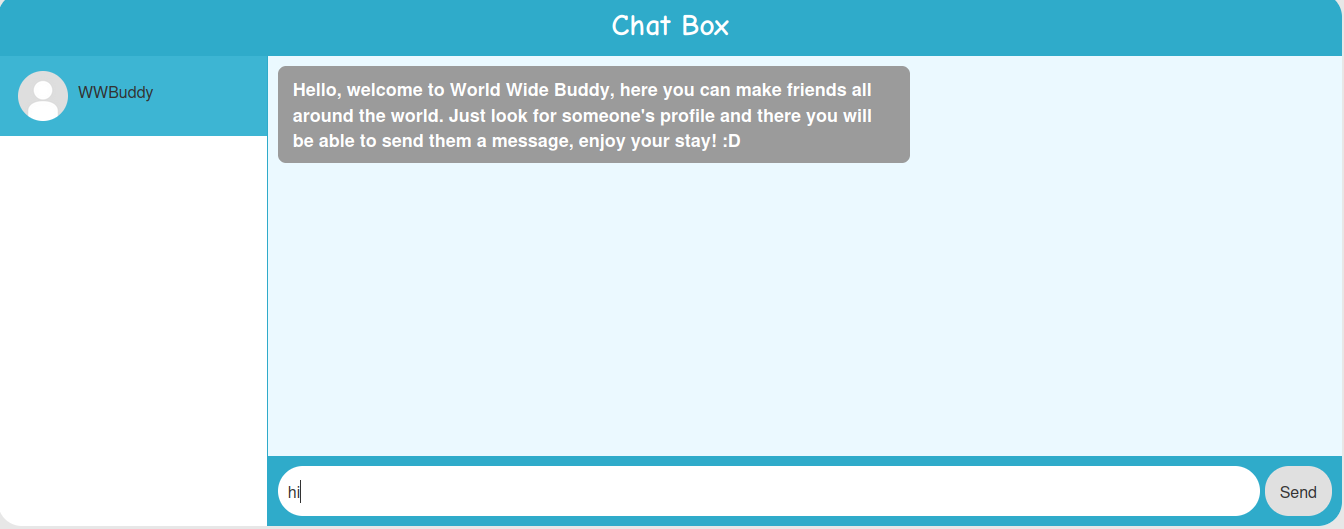 Chat Box
WWBuddy
Hello, welcome to World Wide Buddy, here you can make friends all
around the world. Just look for someone's profile and there you will
be able to send them a message, enjoy your stay! :D
hi
Send